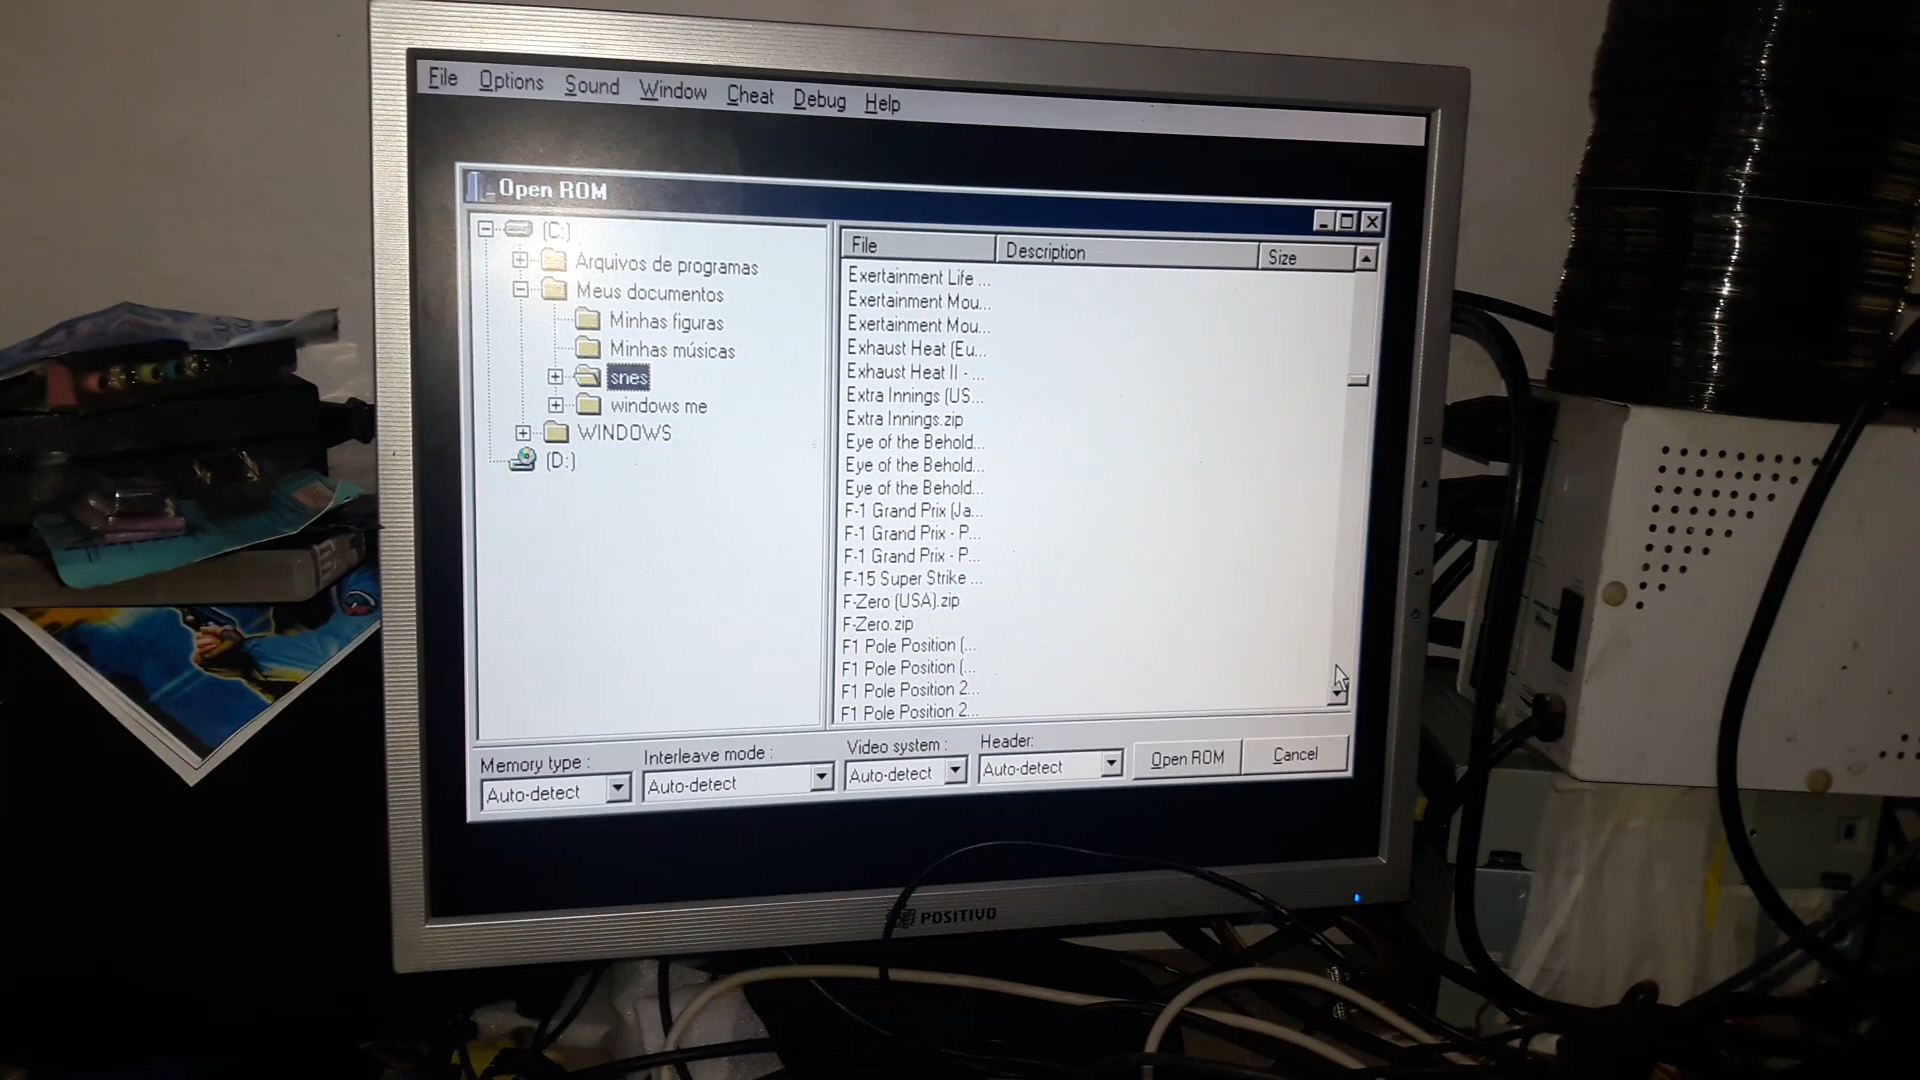 File Options Sound Window Cheat Debug Help
Open ROM
(C:)
Arquivos de programas
Meus documentos
Minhas figuras
Minhas músicas
snes
windows me
WINDOWS
(D:)
File Description Size
Exertainment Life ...
Exertainment Mou...
Exertainment Mou...
Exhaust Heat (Eu...
Exhaust Heat II - ...
Extra Innings (US...
Extra Innings.zip
Eye of the Behold...
Eye of the Behold...
Eye of the Behold...
F-1 Grand Prix (Ja...
F-1 Grand Prix - P...
F-1 Grand Prix - P...
F-15 Super Strike ...
F-Zero (USA).zip
F-Zero.zip
F1 Pole Position (...
F1 Pole Position (...
F1 Pole Position 2...
F1 Pole Position 2...
Memory type : Interleave mode : Video system : Header:
Auto-detect Auto-detect Auto-detect Auto-detect Open ROM Cancel
POSITIVO